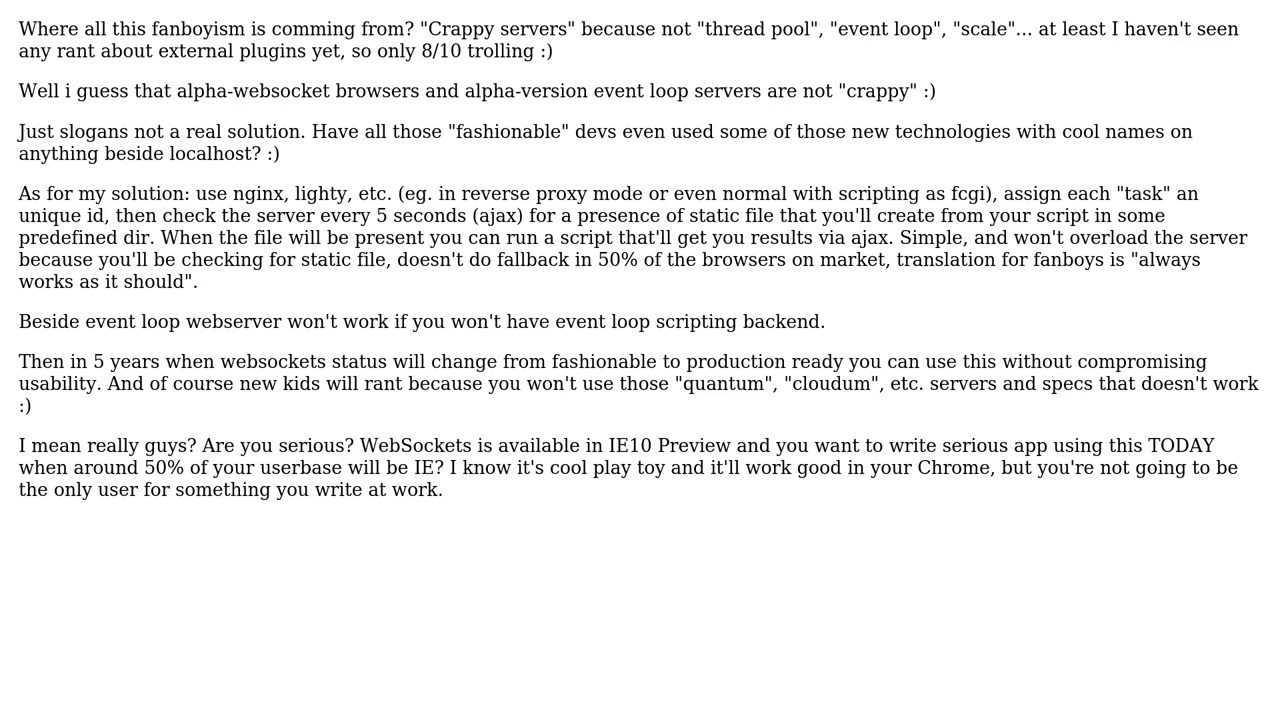 Where all this fanboyism is comming from? "Crappy servers" because not "thread pool", "event loop", "scale"... at least I haven't seen
any rant about external plugins yet, so only 8/10 trolling :)
Well i guess that alpha-websocket browsers and alpha-version event loop servers are not "crappy" :)
Just slogans not a real solution. Have all those "fashionable" devs even used some of those new technologies with cool names on
anything beside localhost? :)
As for my solution: use nginx, lighty, etc. (eg. in reverse proxy mode or even normal with scripting as fcgi), assign each "task" an
unique id, then check the server every 5 seconds (ajax) for a presence of static file that you'll create from your script in some
predefined dir. When the file will be present you can run a script that'll get you results via ajax. Simple, and won't overload the server
because you'll be checking for static file, doesn't do fallback in 50% of the browsers on market, translation for fanboys is "always
works as it should".
Beside event loop webserver won't work if you won't have event loop scripting backend.
Then in 5 years when websockets status will change from fashionable to production ready you can use this without compromising
usability. And of course new kids will rant because you won't use those "quantum", "cloudum", etc. servers and specs that doesn't work
:)
I mean really guys? Are you serious? WebSockets is available in IE10 Preview and you want to write serious app using this TODAY
when around 50% of your userbase will be IE? I know it's cool play toy and it'll work good in your Chrome, but you're not going to be
the only user for something you write at work.